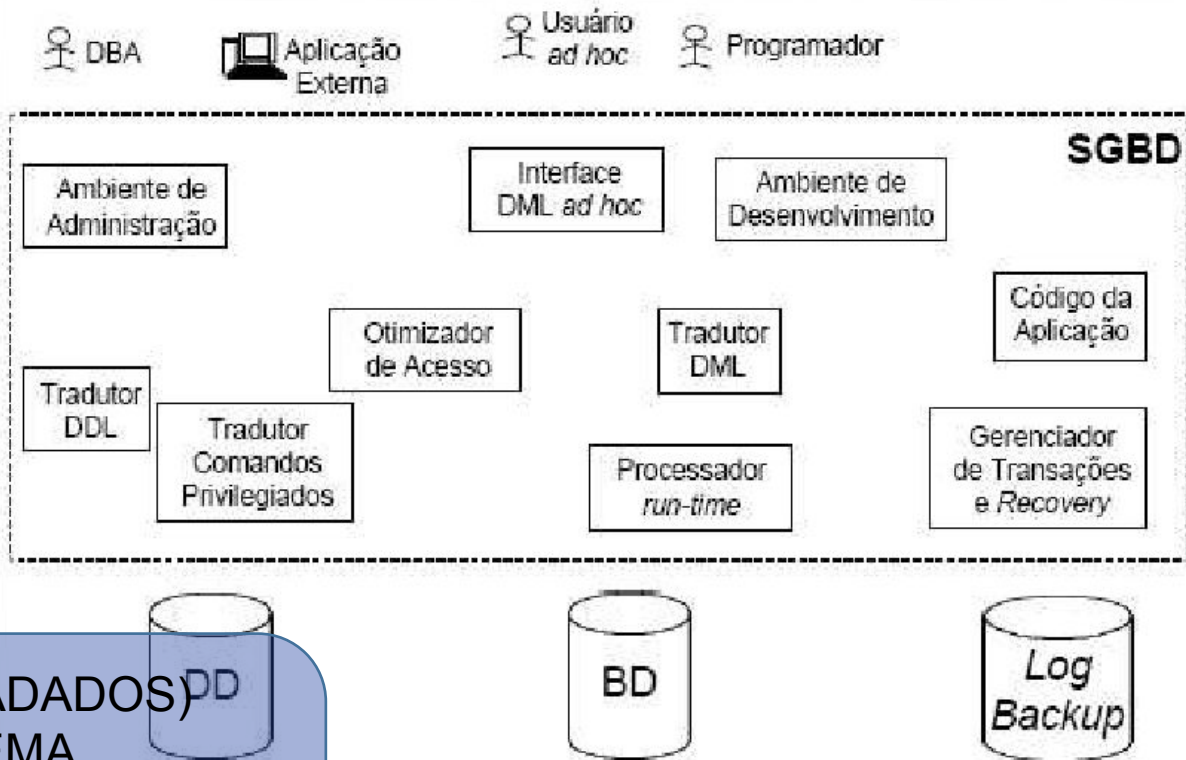 DBA
Aplicação
Externa
Usuário
ad hoc
Programador
SGBD
Ambiente de
Administração
Interface
DML ad hoc
Ambiente de
Desenvolvimento
Código da
Aplicação
Otimizador
de Acesso
Tradutor
DML
Tradutor
DDL
Tradutor
Comandos
Privilegiados
Processador
run-time
Gerenciador
de Transações
e Recovery
DD
BD
Log
Backup
ADADOS)
EMA